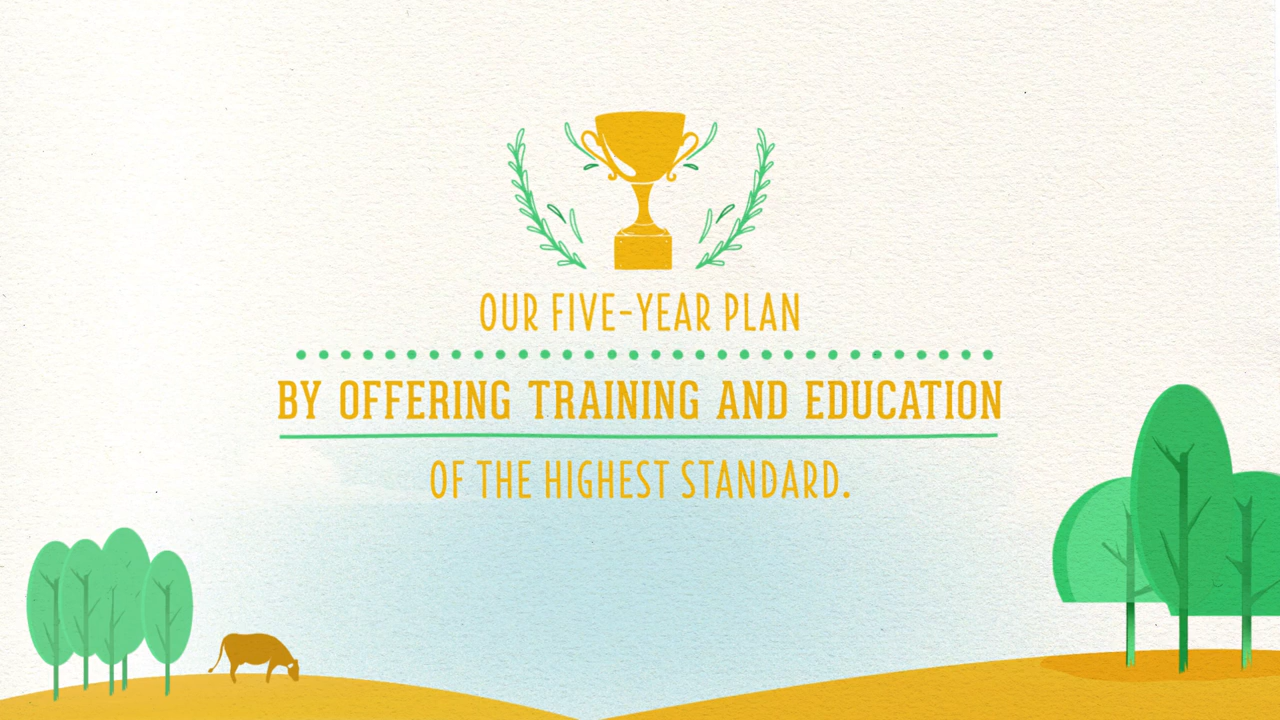 OUR FIVE-YEAR PLAN
BY OFFERING TRAINING AND EDUCATION
OF THE HIGHEST STANDARD.